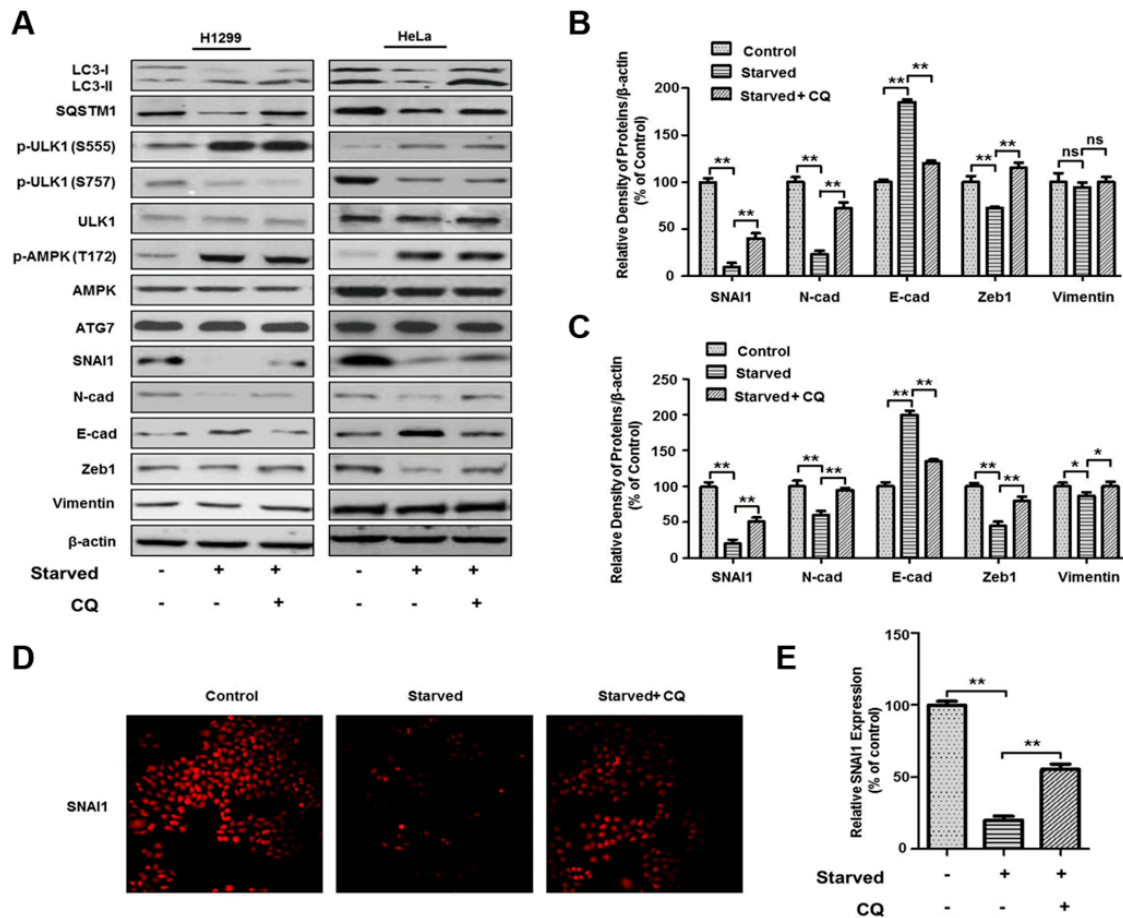 A
H1299
HeLa
LC3-I
LC3-II
SQSTM1
p-ULK1 (S555)
p-ULK1 (S757)
ULK1
p-AMPK (T172)
AMPK
ATG7
SNAI1
N-cad
E-cad
Zeb1
Vimentin
β-actin
Starved - + + - + +
CQ - - + - - +
B
Control
Starved
Starved + CQ
Relative Density of Proteins/β-actin
(% of Control)
200
150
100
50
0
** ** ** ** ** ** ** ** ns ns
SNAI1 N-cad E-cad Zeb1 Vimentin
C
Control
Starved
Starved + CQ
Relative Density of Proteins/β-actin
(% of Control)
250
200
150
100
50
0
** ** ** ** ** ** ** ** * *
SNAI1 N-cad E-cad Zeb1 Vimentin
D
Control Starved Starved+ CQ
SNAI1
E
Relative SNAI1 Expression
(% of control)
150
100
50
0
** **
Starved - + +
CQ - - +